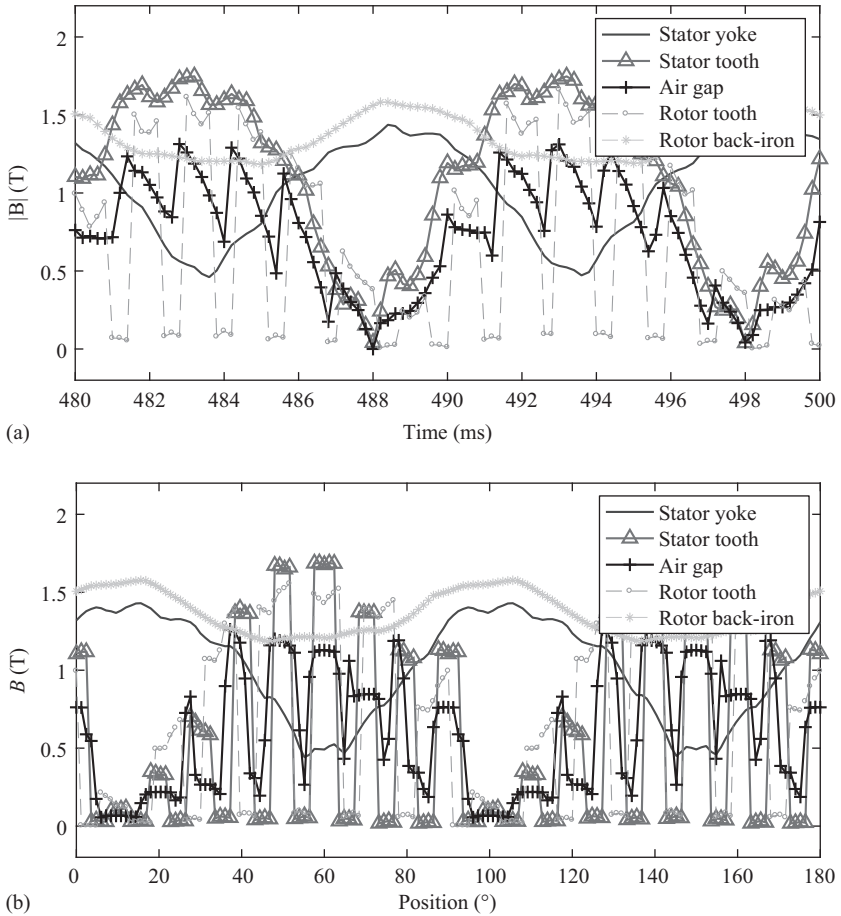 2
Stator yoke
Stator tooth
1.5
Air gap
Rotor tooth
Rotor back-iron
|B| (T)
1
0.5
0
480 482 484 486 488 490 492 494 496 498 500
(a)
Time (ms)
2
Stator yoke
Stator tooth
Air gap
1.5
Rotor tooth
Rotor back-iron
B (T)
1
0.5
0
0 20 40 60 80 100 120 140 160 180
(b)
Position (°)